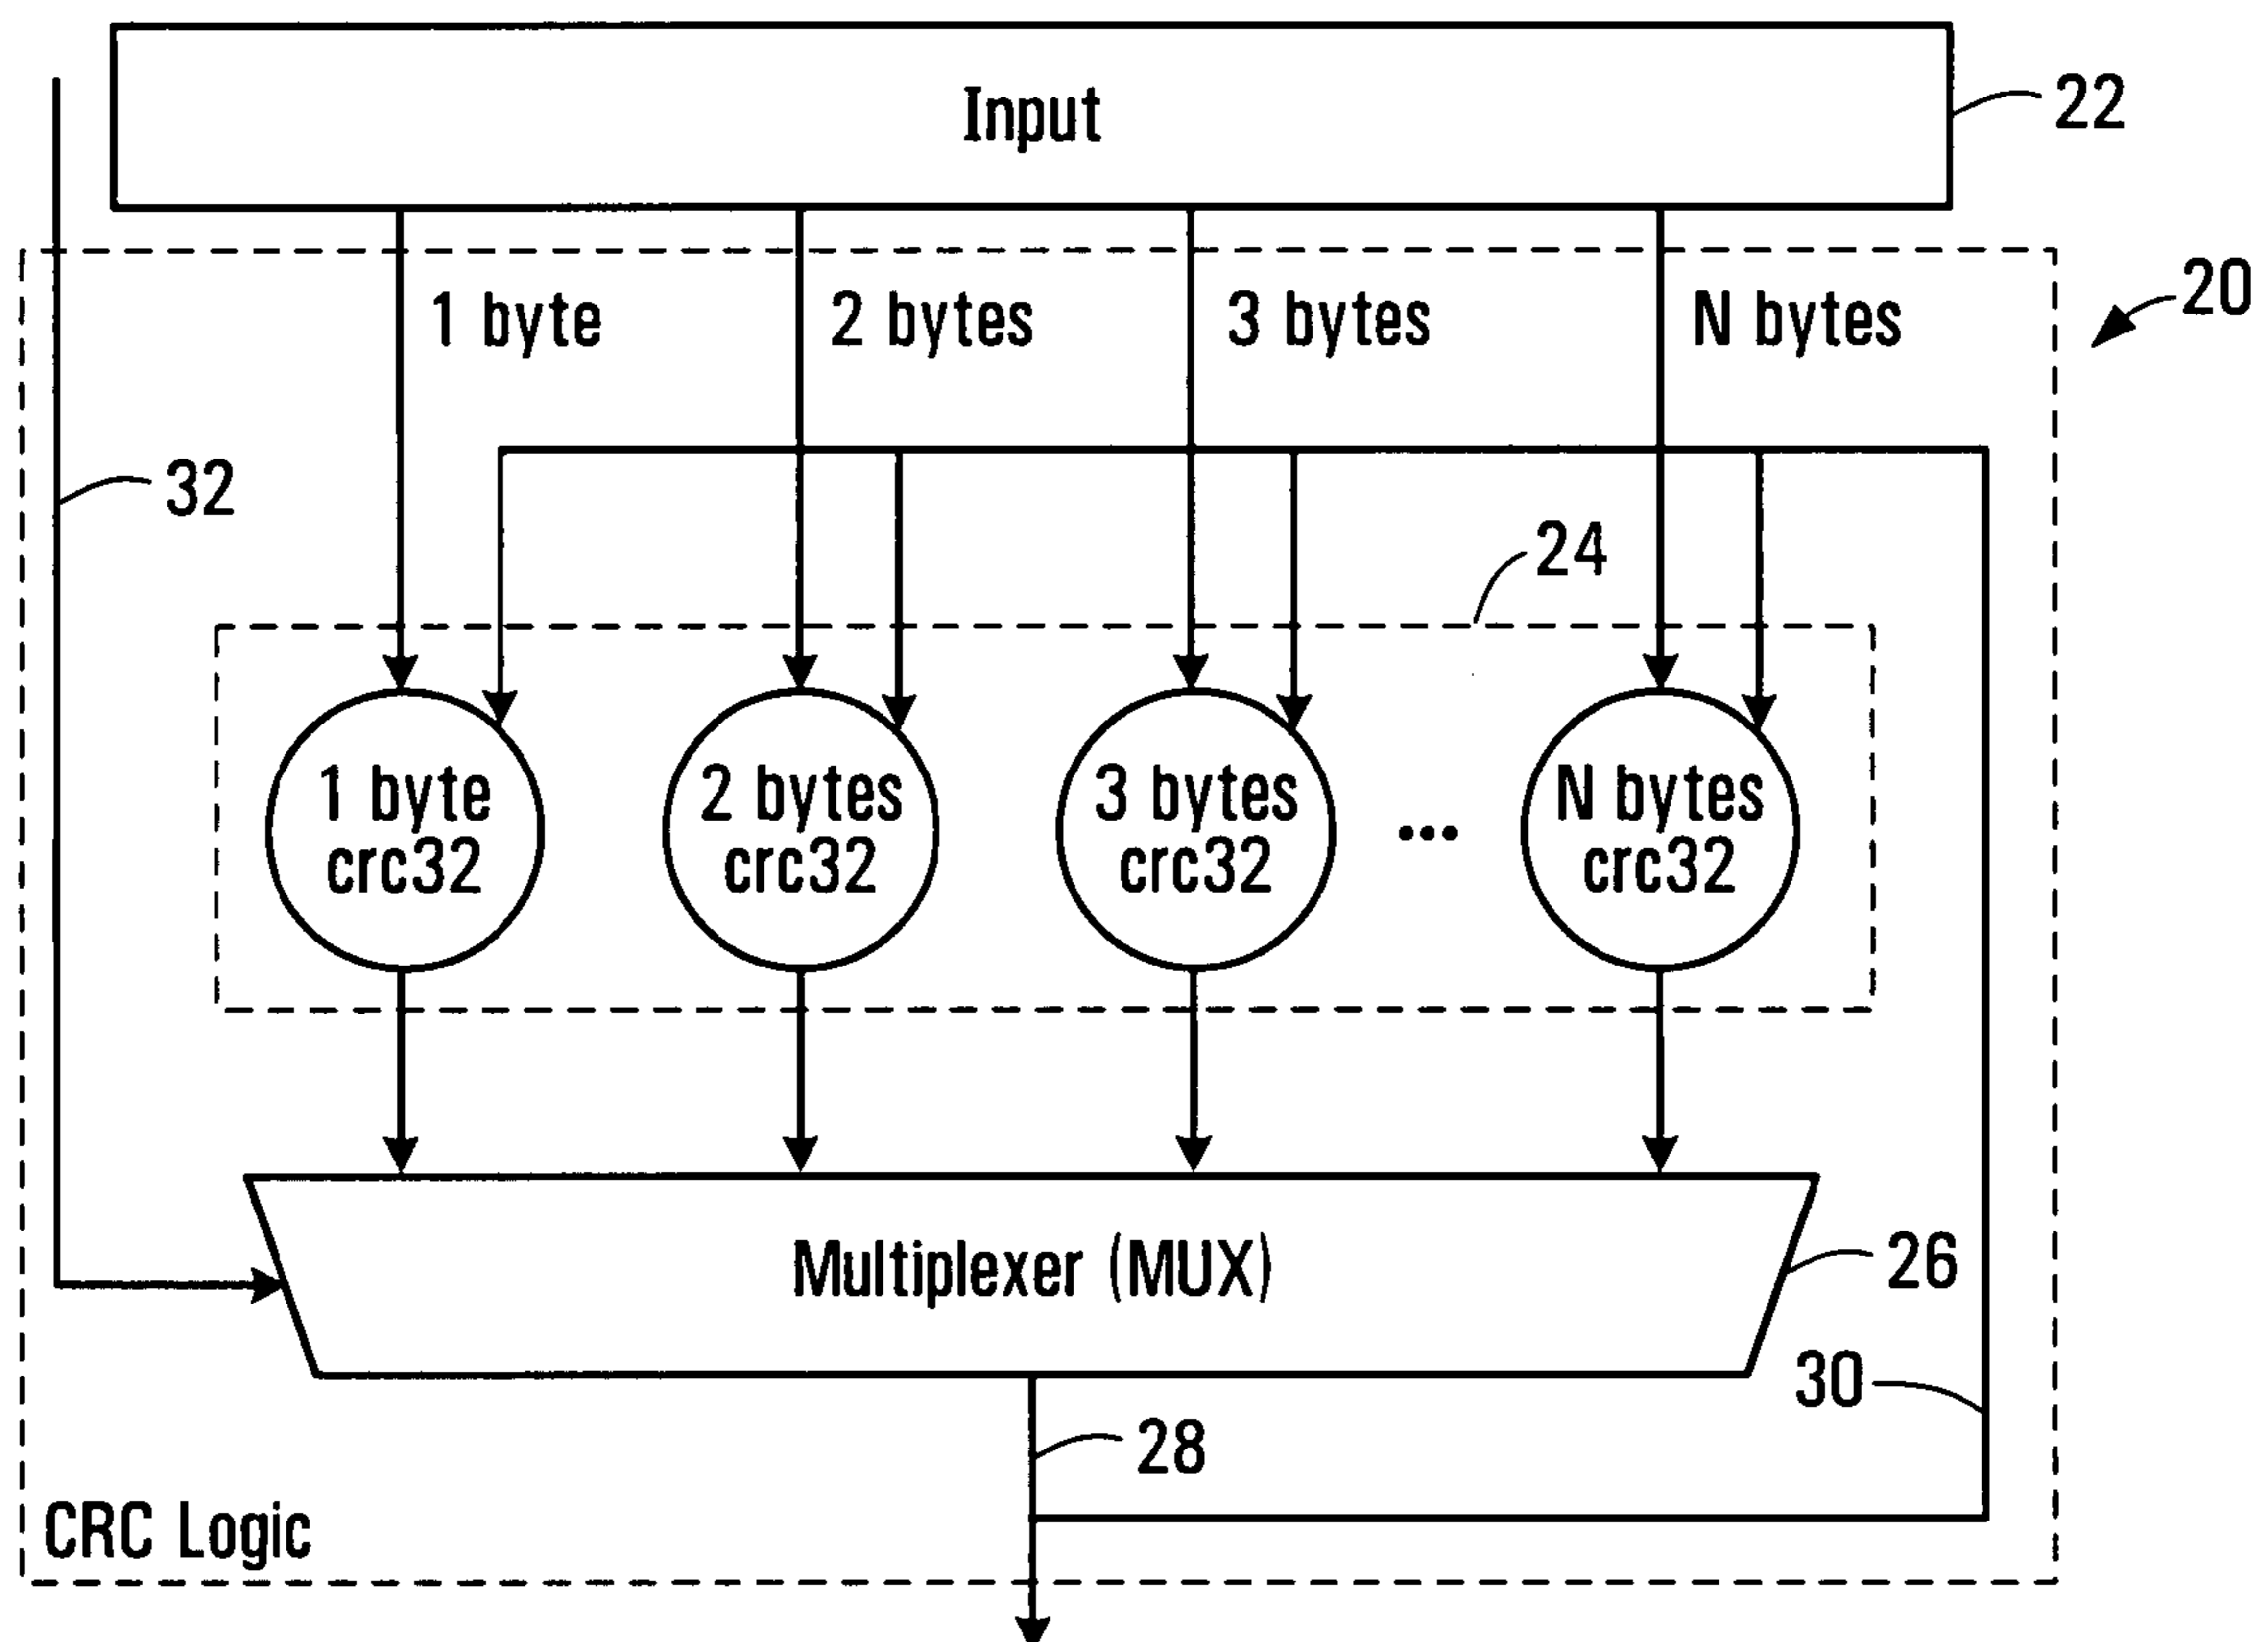 Input
22
20
1 byte
2 bytes
3 bytes
N bytes
32
24
1 byte
crc32
2 bytes
crc32
3 bytes
crc32
...
N bytes
crc32
Multiplexer (MUX)
26
30
28
CRC Logic